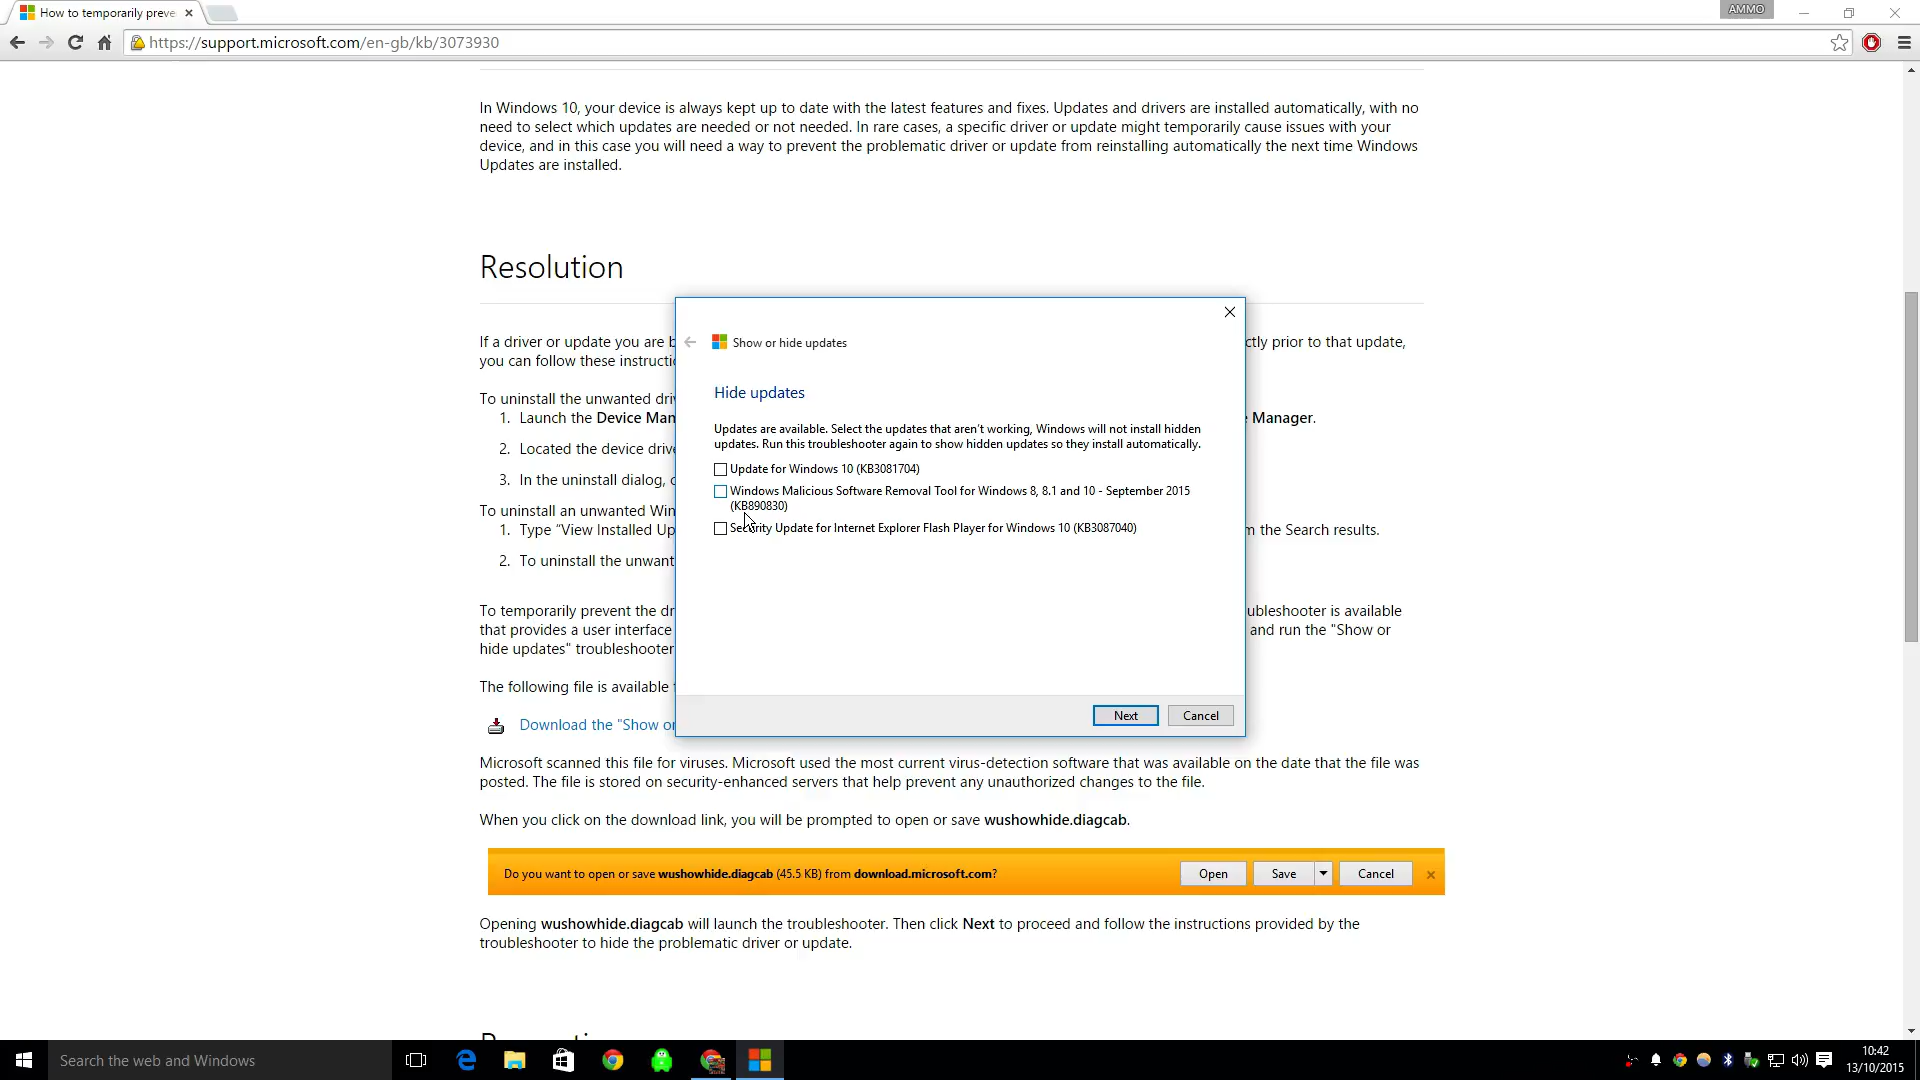 How to temporarily preve
AMMO
https://support.microsoft.com/en-gb/kb/3073930
In Windows 10, your device is always kept up to date with the latest features and fixes. Updates and drivers are installed automatically, with no
need to select which updates are needed or not needed. In rare cases, a specific driver or update might temporarily cause issues with your
device, and in this case you will need a way to prevent the problematic driver or update from reinstalling automatically the next time Windows
Updates are installed.
Resolution
If a driver or update you are
ctly prior to that update,
you can follow these
To uninstall the unwanted
1. Launch the Device
Manager.
2. Located the device
3. In the uninstall dialog,
To uninstall an unwanted
1. Type “View Installed
the Search results.
2. To uninstall the
To temporarily prevent the
ubleshooter is available
that provides a user interface
and run the "Show or
hide updates" troubleshooter
The following file is available
Download the "Show
Show or hide updates
Hide updates
Updates are available. Select the updates that aren't working, Windows will not install hidden
updates. Run this troubleshooter again to show hidden updates so they install automatically.
Update for Windows 10 (KB3081704)
Windows Malicious Software Removal Tool for Windows 8, 8.1 and 10 - September 2015
(KB890830)
Security Update for Internet Explorer Flash Player for Windows 10 (KB3087040)
Next
Cancel
Microsoft scanned this file for viruses. Microsoft used the most current virus-detection software that was available on the date that the file was
posted. The file is stored on security-enhanced servers that help prevent any unauthorized changes to the file.
When you click on the download link, you will be prompted to open or save wushowhide.diagcab.
Do you want to open or save wushowhide.diagcab (45.5 KB) from download.microsoft.com?
Open
Save
Cancel
Opening wushowhide.diagcab will launch the troubleshooter. Then click Next to proceed and follow the instructions provided by the
troubleshooter to hide the problematic driver or update.
Search the web and Windows
10:42
13/10/2015